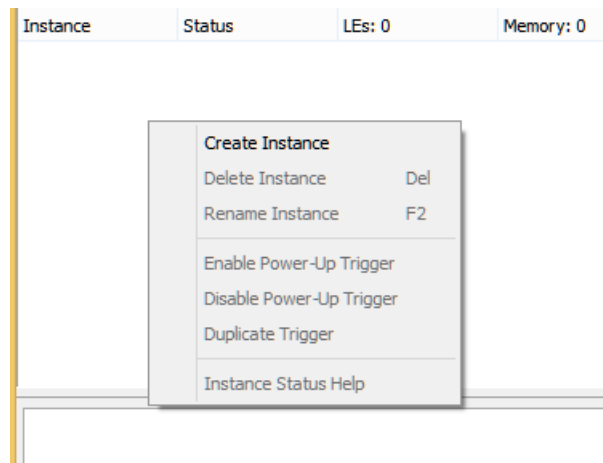 Instance Status LEs: 0 Memory: 0
Create Instance
Delete Instance Del
Rename Instance F2
Enable Power-Up Trigger
Disable Power-Up Trigger
Duplicate Trigger
Instance Status Help